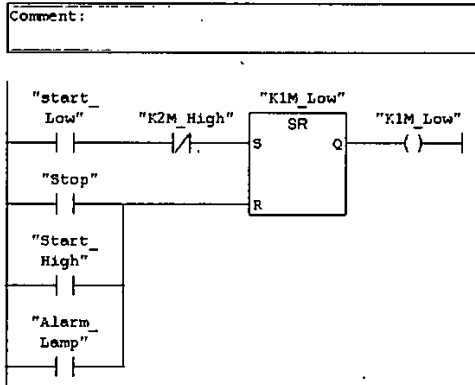 Comment:
"start_
Low"
"K2M_High"
"K1M_Low"
SR
S
Q
"K1M_Low"
"Stop"
R
"Start_
High"
"Alarm_
Lamp"